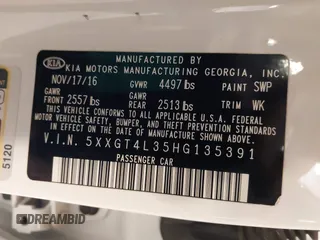 MANUFACTURED BY
KIA KIA MOTORS MANUFACTURING GEORGIA, INC.
NOV/17/16 GVWR 4497 lbs PAINT SWP
GAWR GAWR
FRONT 2557 lbs REAR 2513 lbs TRIM WK
THIS VEHICLE CONFORMS TO ALL APPLICABLE U.S.A. FEDERAL
MOTOR VEHICLE SAFETY, BUMPER, AND THEFT PREVENTION
STANDARDS IN EFFECT ON THE DATE OF MANUFACTURE
SHOWN ABOVE.
V.I.N. 5XXGT4L35HG135391
PASSENGER CAR
5120
DREAMBID